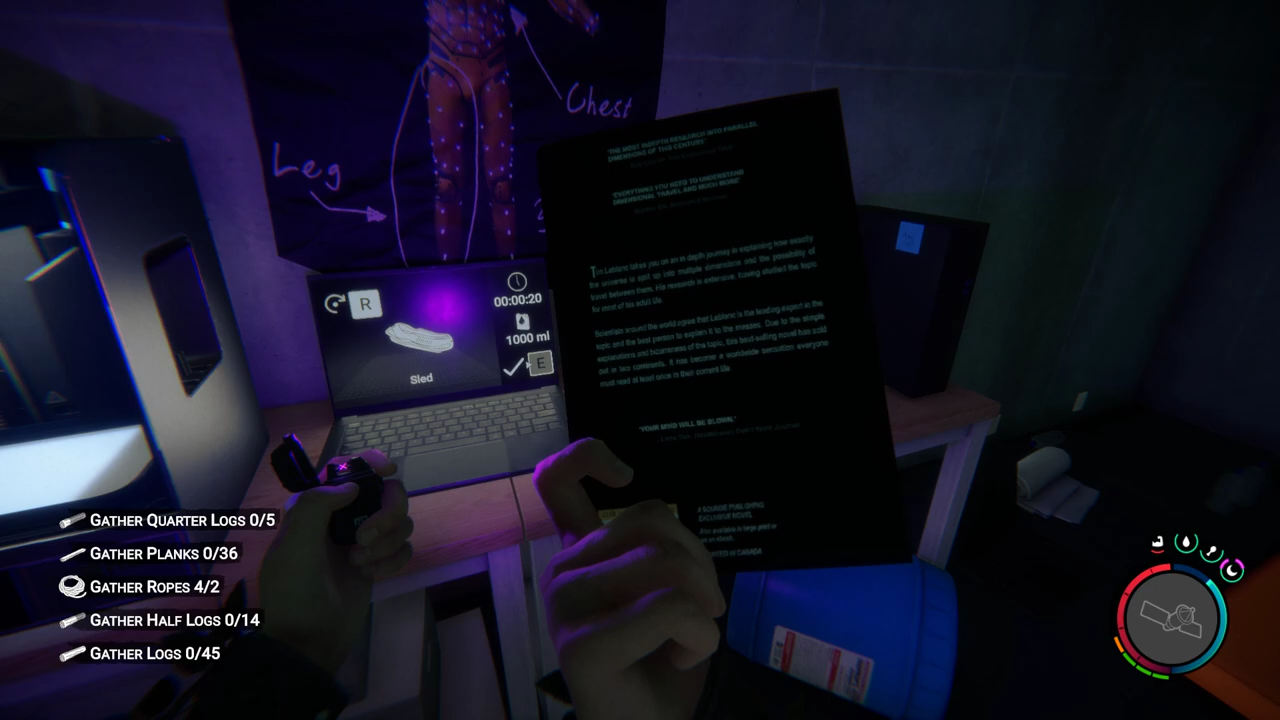 Chest
Leg
R
00:00:20
1000 ml
E
Sled
"THE MOST INDEPTH RESEARCH INTO PARALLEL
DIMENSIONS OF THIS CENTURY"
"EVERYTHING YOU NEED TO UNDERSTAND
DIMENSIONAL TRAVEL AND MUCH MORE"
Tim Leblanc takes you on an in depth journey in explaining how exactly
the universe is split up into multiple dimensions and the possibility of
travel between them. His research is extensive, having studied the topic
for most of his adult life.
Scientists around the world agree that Leblanc is the leading expert in the
topic and the best person to explain it to the masses. Due to the simple
explanations and bizarreness of the topic, this best-selling novel has sold
out in two continents. It has become a worldwide sensation everyone
must read at least once in their current life
"YOUR MIND WILL BE BLOWN,"
EXCLUSIVE NOVEL
Also available in large print or
IN CANADA
GATHER QUARTER LOGS 0/5
GATHER PLANKS 0/36
GATHER ROPES 4/2
GATHER HALF LOGS 0/14
GATHER LOGS 0/45